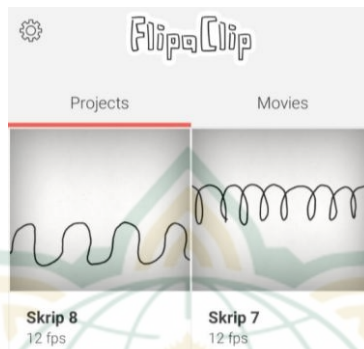 FlipaClip
Projects
Movies
Skrip 8
12 fps
Skrip 7
12 fps